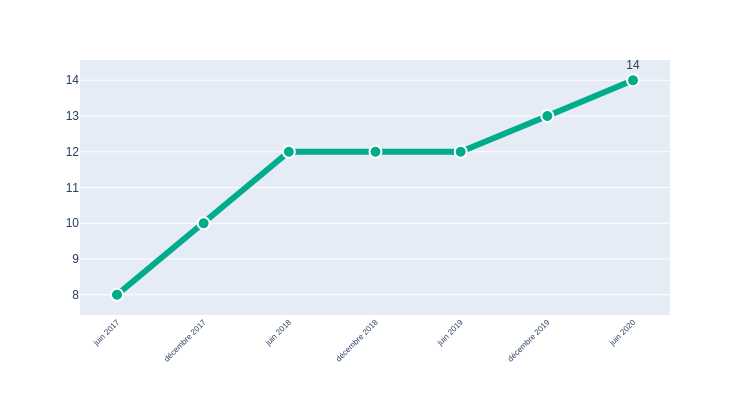 14
14
13
12
11
10
9
8
juin 2017
décembre 2017
juin 2018
décembre 2018
juin 2019
décembre 2019
juin 2020